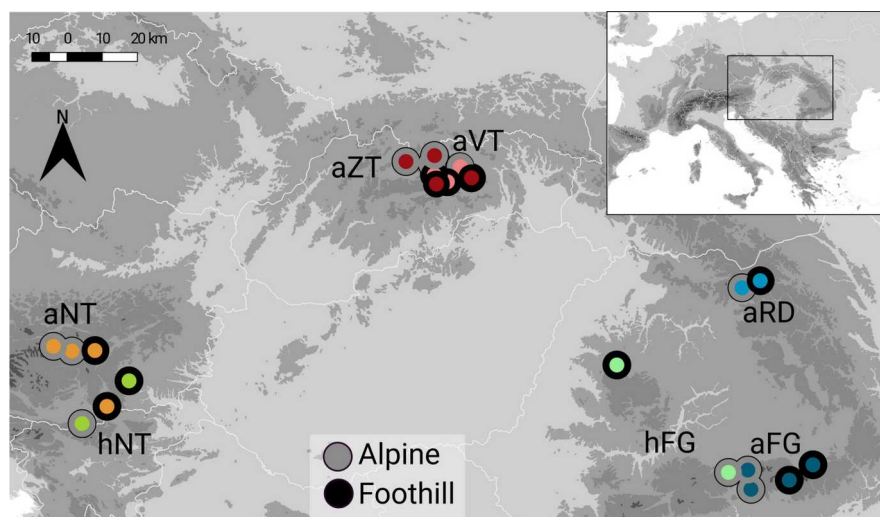 10 0 10 20 km
N
aVT
aZT
aNT
aRD
hNT
hFG aFG
Alpine
Foothill